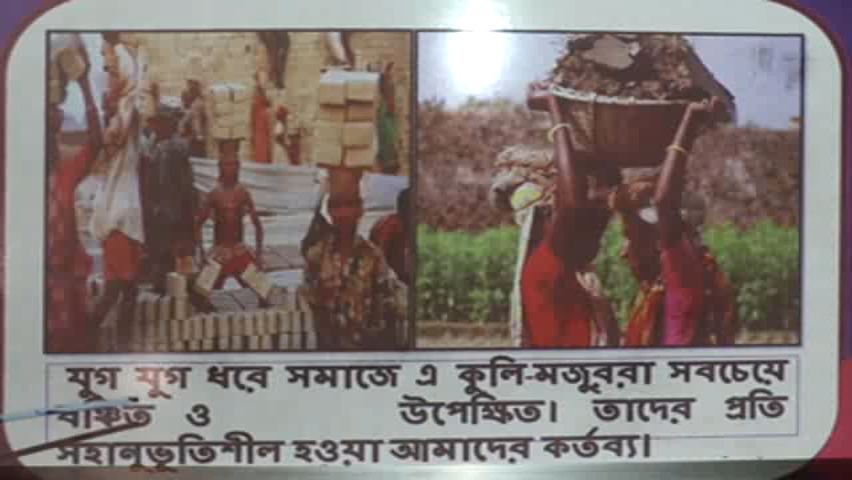 যুগ যুগ ধরে সমাজে এ কুলি-মজুররা সবচেয়ে
বঞ্চিত ও উপেক্ষিত। তাদের প্রতি
সহানুভূতিশীল হওয়া আমাদের কর্তব্য।